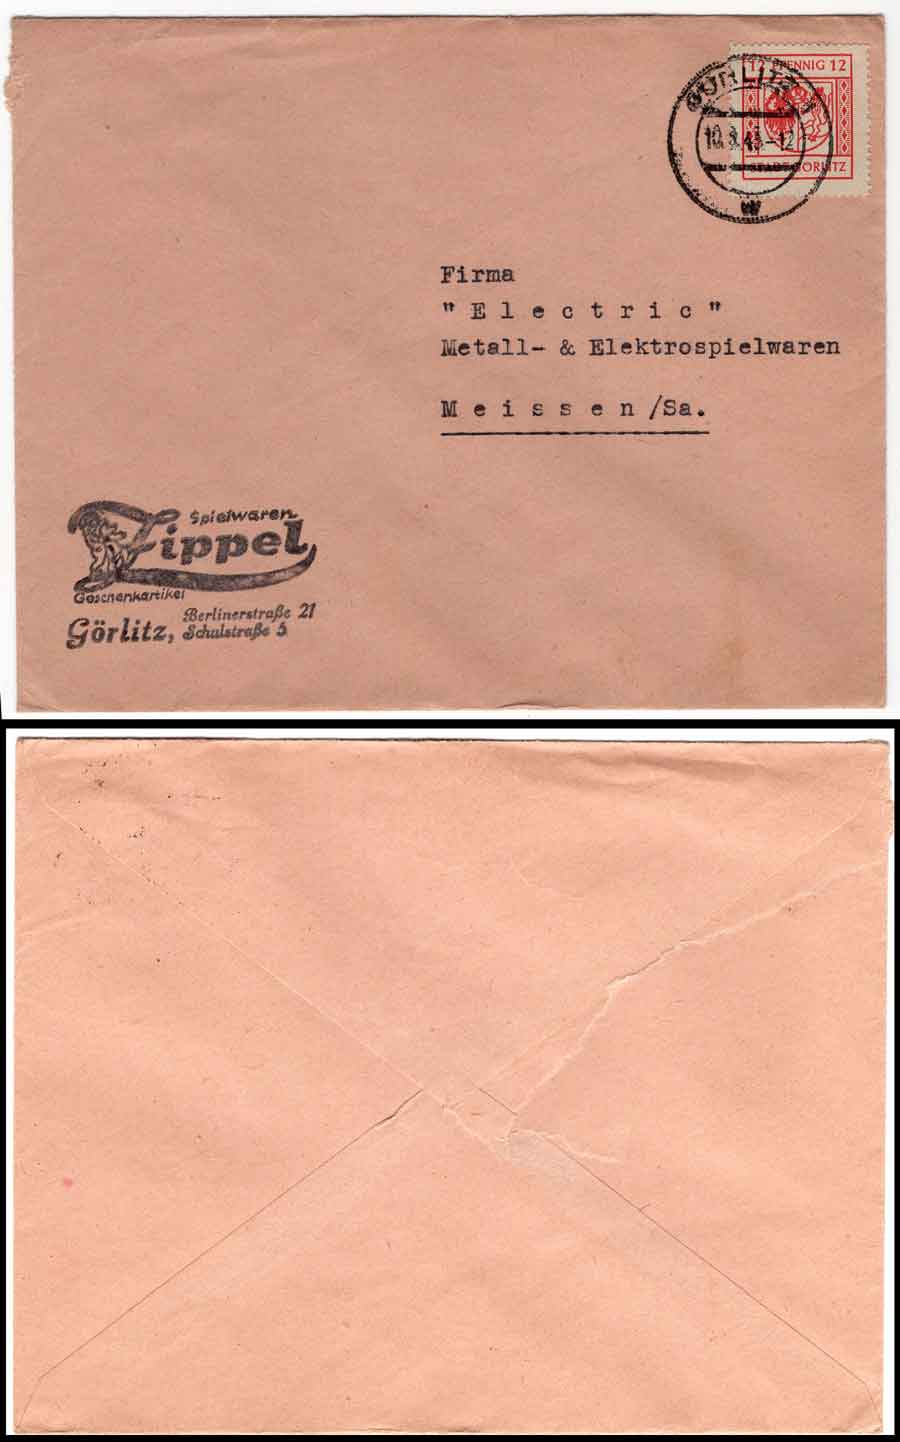 12 PFENNIG 12
GÖRLITZ
STADT GÖRLITZ
Firma
"Electric"
Metall- & Elektrospielwaren
Meissen/Sa.
Spielwaren
Zippel
Geschenkartikel
Görlitz, Berlinerstraße 21
Schulstraße 5